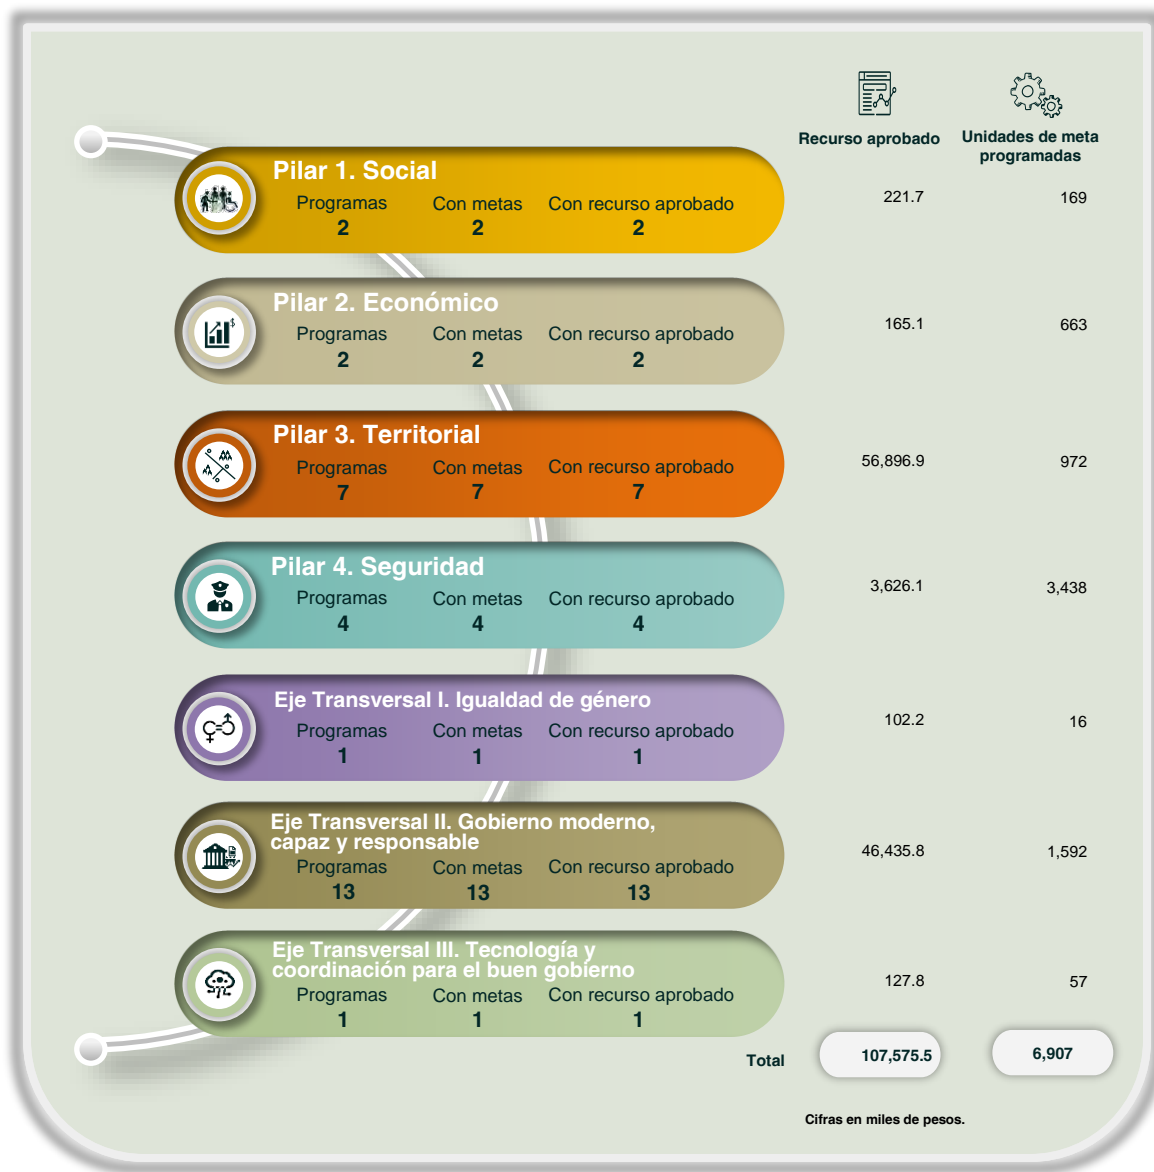 Recurso aprobado
Unidades de meta
programadas
Pilar 1. Social
Programas Con metas Con recurso aprobado
2 2 2
221.7 169
Pilar 2. Económico
Programas Con metas Con recurso aprobado
2 2 2
165.1 663
Pilar 3. Territorial
Programas Con metas Con recurso aprobado
7 7 7
56,896.9 972
Pilar 4. Seguridad
Programas Con metas Con recurso aprobado
4 4 4
3,626.1 3,438
Eje Transversal I. Igualdad de género
Programas Con metas Con recurso aprobado
1 1 1
102.2 16
Eje Transversal II. Gobierno moderno,
capaz y responsable
Programas Con metas Con recurso aprobado
13 13 13
46,435.8 1,592
Eje Transversal III. Tecnología y
coordinación para el buen gobierno
Programas Con metas Con recurso aprobado
1 1 1
127.8 57
Total 107,575.5 6,907
Cifras en miles de pesos.